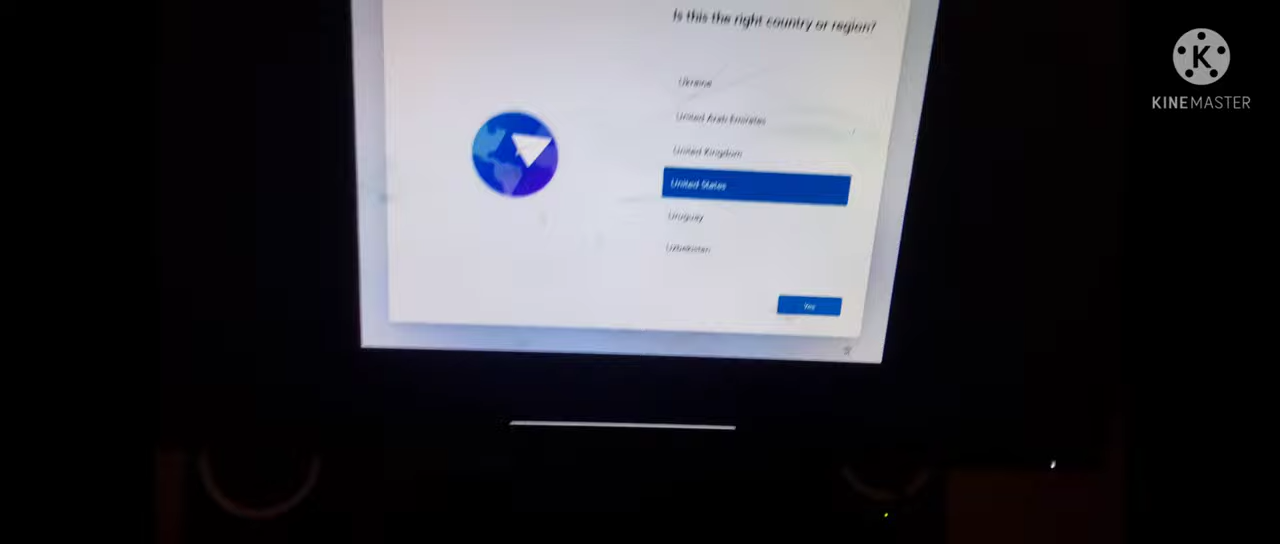 Is this the right country or region?
Ukraine
United Arab Emirates
United Kingdom
United States
Uruguay
Uzbekistan
Yes
K
KINEMASTER